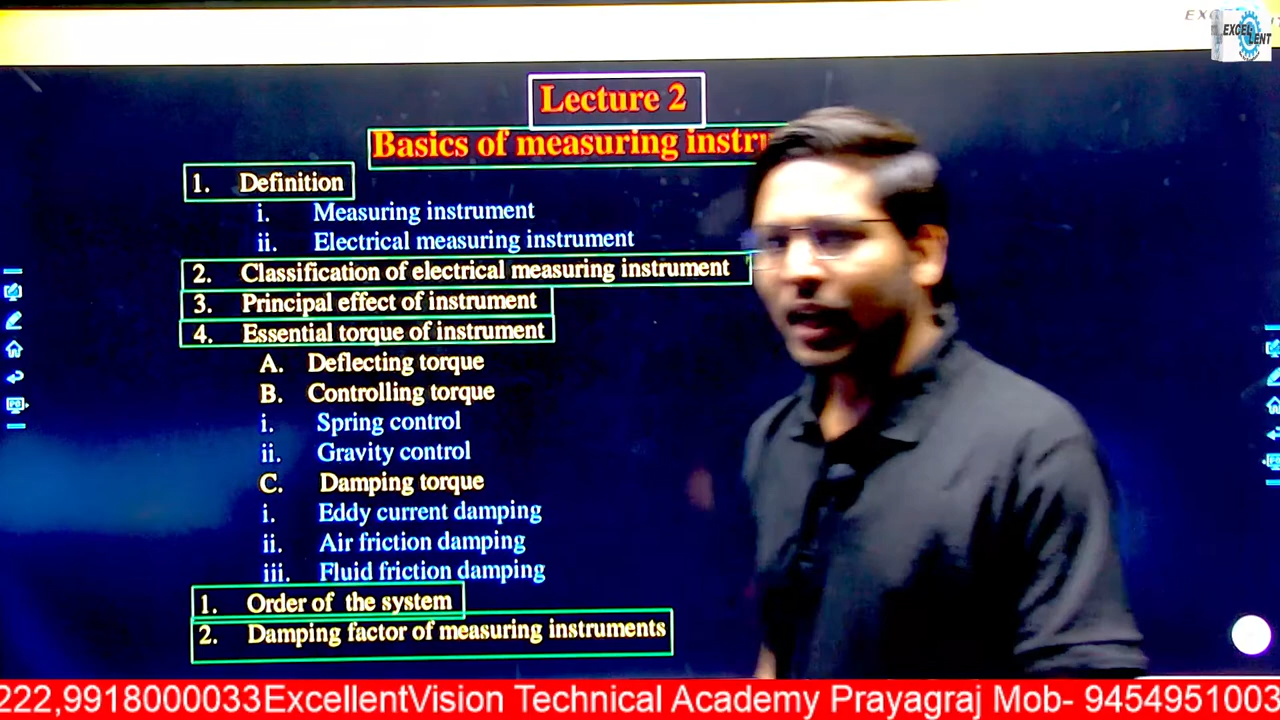 EXCEL
LENT
Lecture 2
Basics of measuring
1. Definition
i. Measuring instrument
ii. Electrical measuring instrument
2. Classification of electrical measuring instrument
3. Principal effect of instrument
4. Essential torque of instrument
A. Deflecting torque
B. Controlling torque
i. Spring control
ii. Gravity control
C. Damping torque
i. Eddy current damping
ii. Air friction damping
iii. Fluid friction damping
1. Order of the system
2. Damping factor of measuring instruments
222,9918000033ExcellentVision Technical Academy Prayagraj Mob- 9454951003